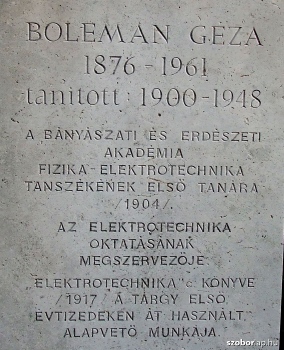 BOLEMAN GÉZA
1876-1961
tanított: 1900-1948
A BÁNYÁSZATI ÉS ERDÉSZETI
AKADÉMIA
FIZIKA-ELEKTROTECHNIKA
TANSZÉKÉNEK ELSŐ TANÁRA
/1904/.
AZ ELEKTROTECHNIKA
OKTATÁSÁNAK
MEGSZERVEZŐJE.
"ELEKTROTECHNIKA" c. KÖNYVE
/1917/ A TÁRGY ELSŐ
ÉVTIZEDEKEN ÁT HASZNÁLT
ALAPVETŐ MUNKÁJA.
szobor.ap.hu